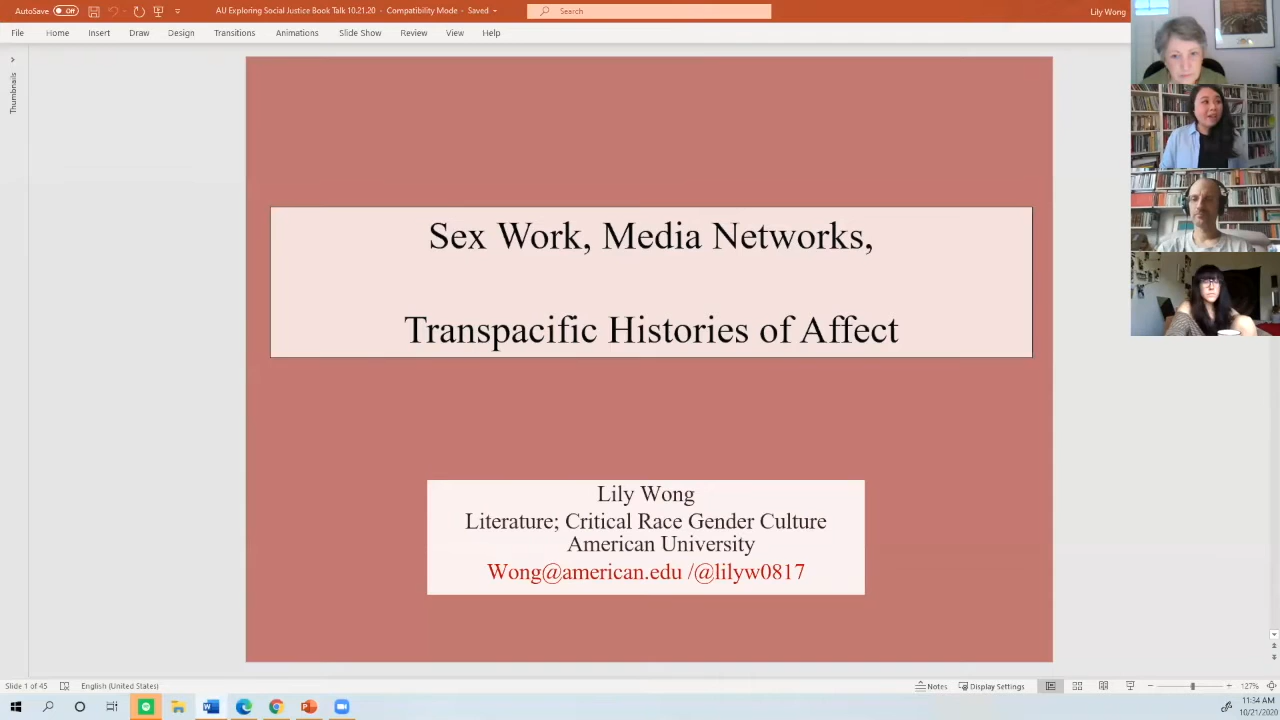 AutoSave Off
AU Exploring Social Justice Book Talk 10.21.20 - Compatibility Mode - Saved
Search
Lily Wong
File Home Insert Draw Design Transitions Animations Slide Show Review View Help
Thumbnails
Sex Work, Media Networks,
Transpacific Histories of Affect
Lily Wong
Literature; Critical Race Gender Culture
American University
Wong@american.edu /@lilyw0817
Slide 1 of 45 English (United States) Notes Display Settings 127%
11:34 AM
10/21/2020